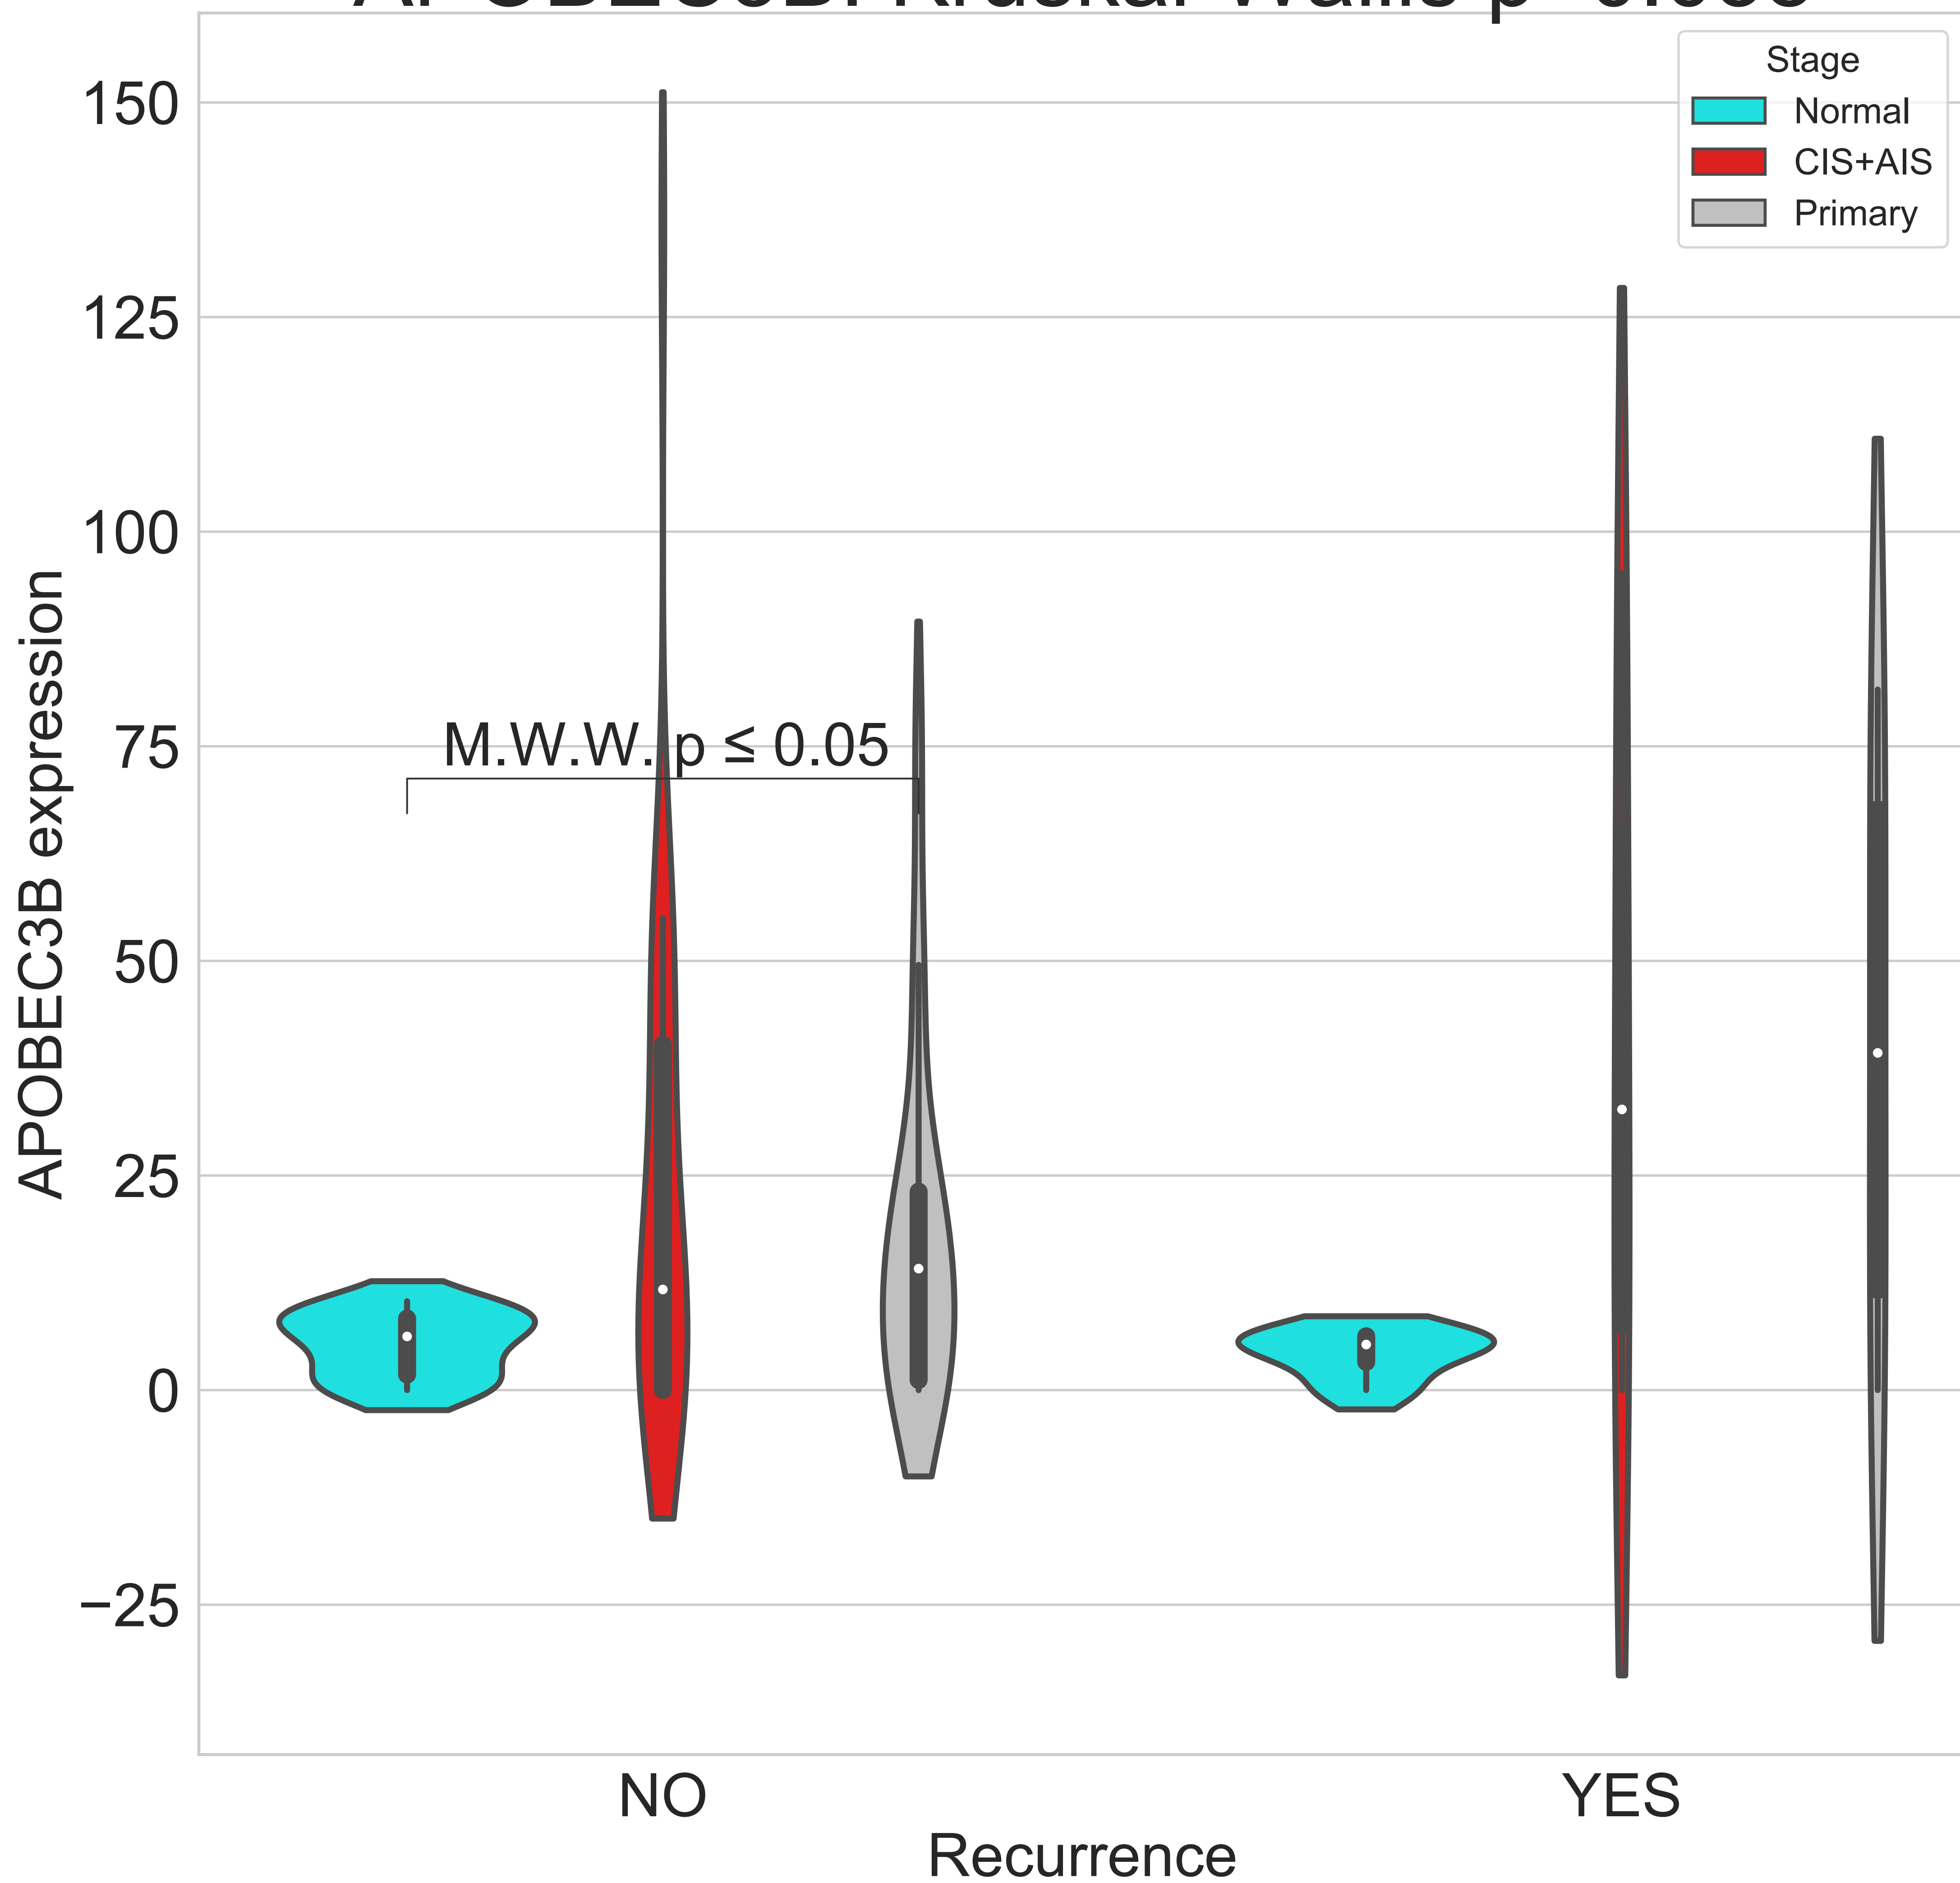 Stage
Normal
CIS+AIS
Primary
150
125
100
75
50
25
0
−25
APOBEC3B expression
M.W.W. p ≤ 0.05
NO
YES
Recurrence